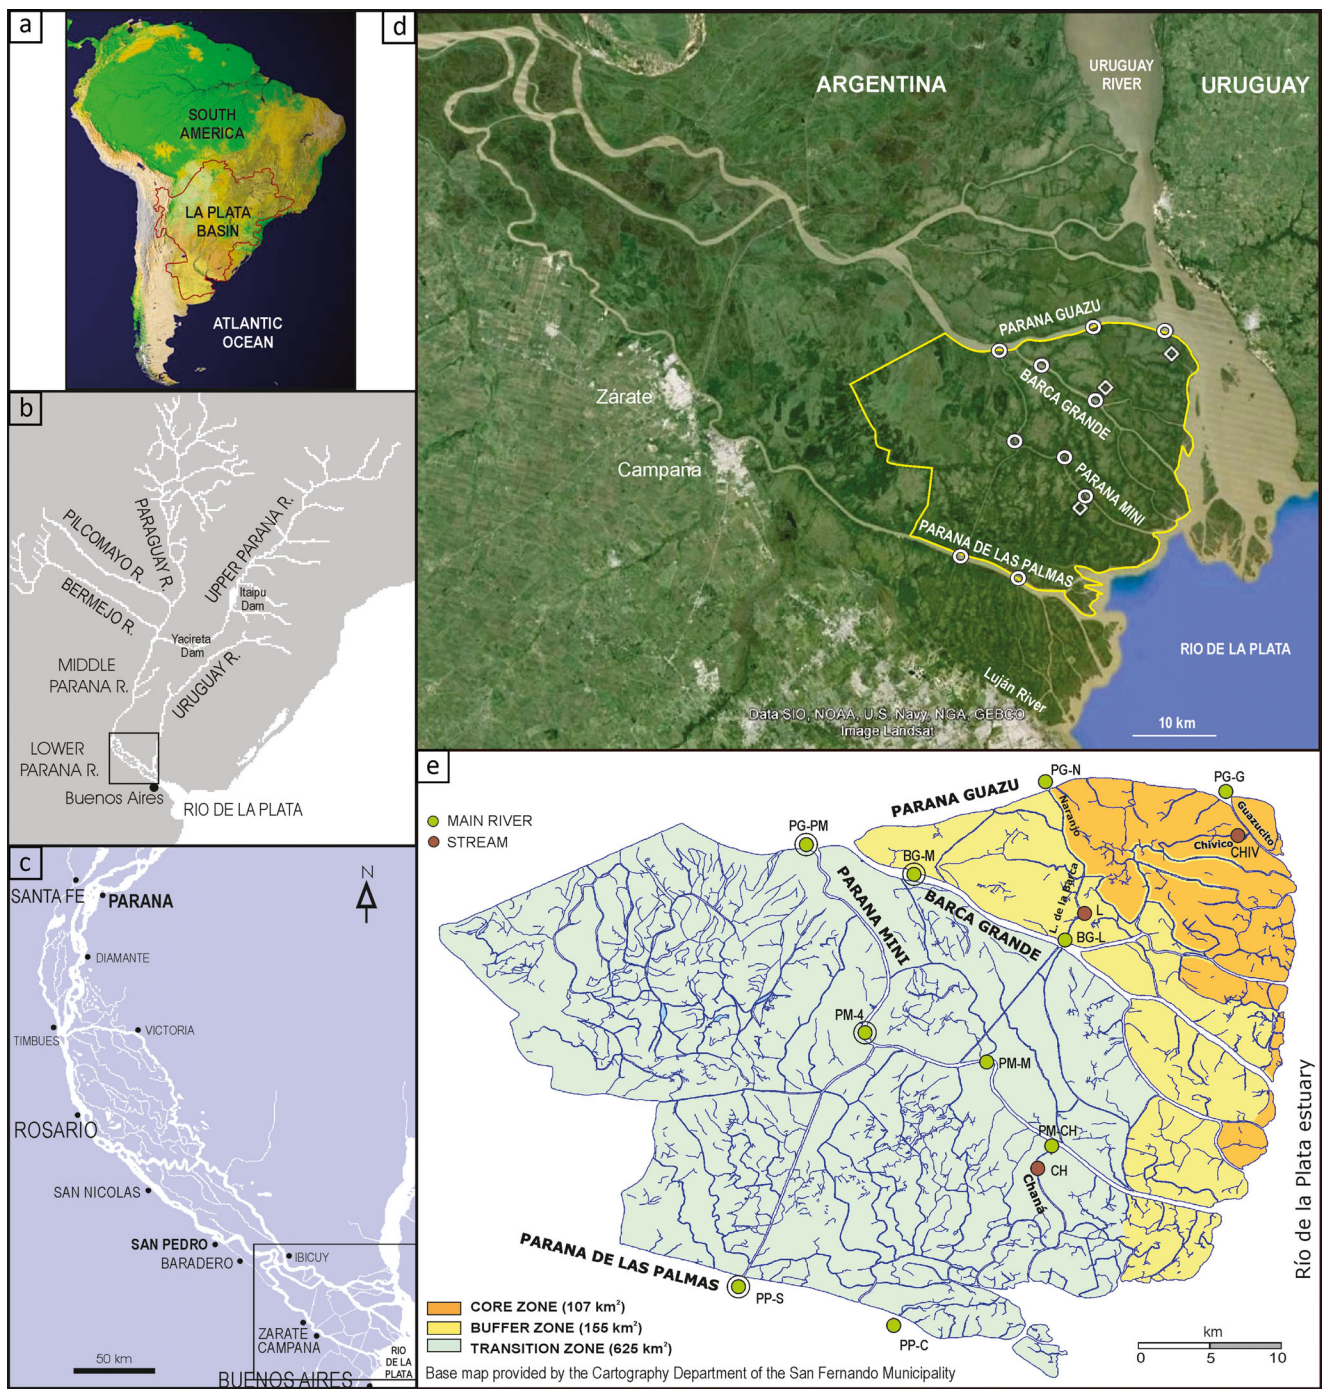 a
SOUTH
AMERICA
LA PLATA
BASIN
ATLANTIC
OCEAN
b
PILCOMAYO R.
PARAGUAY R.
UPPER PARANA R.
BERMEJO R.
Itaipu
Dam
Yacireta
Dam
MIDDLE
PARANA R.
URUGUAY R.
LOWER
PARANA R.
Buenos Aires
RIO DE LA PLATA
c
N
SANTA FE
PARANA
DIAMANTE
TIMBUES
VICTORIA
ROSARIO
SAN NICOLAS
SAN PEDRO
BARADERO
IBICUY
ZARATE
CAMPANA
50 km
RIO
DE LA
PLATA
BUENOS AIRES
d
ARGENTINA
URUGUAY
RIVER
URUGUAY
PARANA GUAZU
BARCA GRANDE
Zárate
Campana
PARANA MINI
PARANA DE LAS PALMAS
RIO DE LA PLATA
Luján River
Data SIO, NOAA, U.S. Navy, NGA, GEBCO
Image Landsat
10 km
e
MAIN RIVER
STREAM
PARANA GUAZU
PG-N
PG-G
Naranjo
Guazucito
PG-PM
BG-M
Chívico
CHIV
PARANA MINI
BARCA GRANDE
L. de la Barca
L
BG-L
PM-4
PM-M
PM-CH
CH
Chaná
Río de la Plata estuary
PARANA DE LAS PALMAS
PP-S
PP-C
CORE ZONE (107 km²)
BUFFER ZONE (155 km²)
TRANSITION ZONE (625 km²)
km
0 5 10
Base map provided by the Cartography Department of the San Fernando Municipality